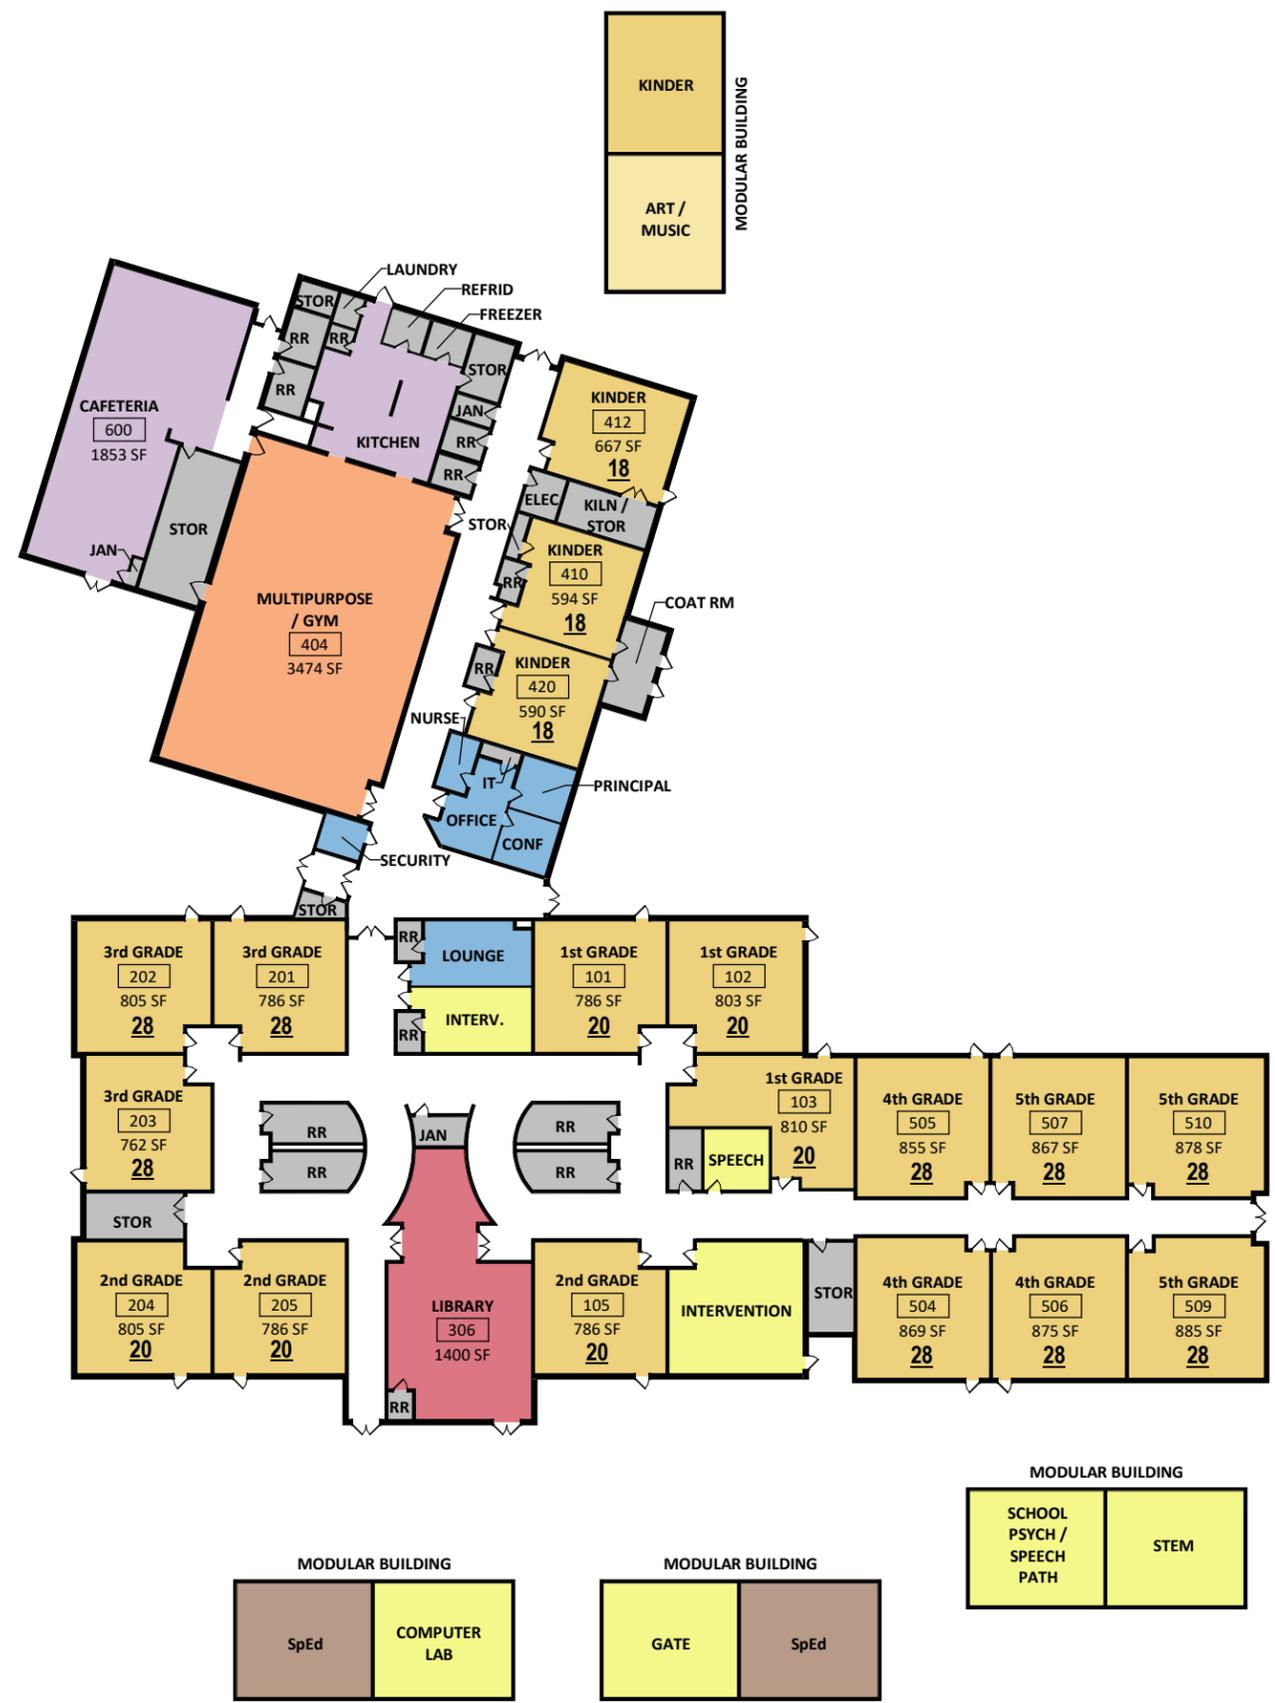 KINDER
ART /
MUSIC
MODULAR BUILDING
LAUNDRY
REFRID
FREEZER
STOR
RR
RR
RR
STOR
JAN
RR
RR
KITCHEN
CAFETERIA
600
1853 SF
STOR
JAN
KINDER
412
667 SF
18
ELEC
KILN /
STOR
STOR
KINDER
410
594 SF
18
RR
COAT RM
MULTIPURPOSE
/ GYM
404
3474 SF
KINDER
420
590 SF
18
RR
NURSE
IT
PRINCIPAL
OFFICE
CONF
SECURITY
STOR
3rd GRADE
202
805 SF
28
3rd GRADE
201
786 SF
28
RR
LOUNGE
INTERV.
RR
1st GRADE
101
786 SF
20
1st GRADE
102
803 SF
20
3rd GRADE
203
762 SF
28
RR
RR
JAN
RR
RR
1st GRADE
103
810 SF
20
RR
SPEECH
4th GRADE
505
855 SF
28
5th GRADE
507
867 SF
28
5th GRADE
510
878 SF
28
STOR
2nd GRADE
204
805 SF
20
2nd GRADE
205
786 SF
20
LIBRARY
306
1400 SF
RR
2nd GRADE
105
786 SF
20
INTERVENTION
STOR
4th GRADE
504
869 SF
28
4th GRADE
506
875 SF
28
5th GRADE
509
885 SF
28
MODULAR BUILDING
SCHOOL
PSYCH /
SPEECH
PATH
STEM
MODULAR BUILDING
SpEd
COMPUTER
LAB
MODULAR BUILDING
GATE
SpEd